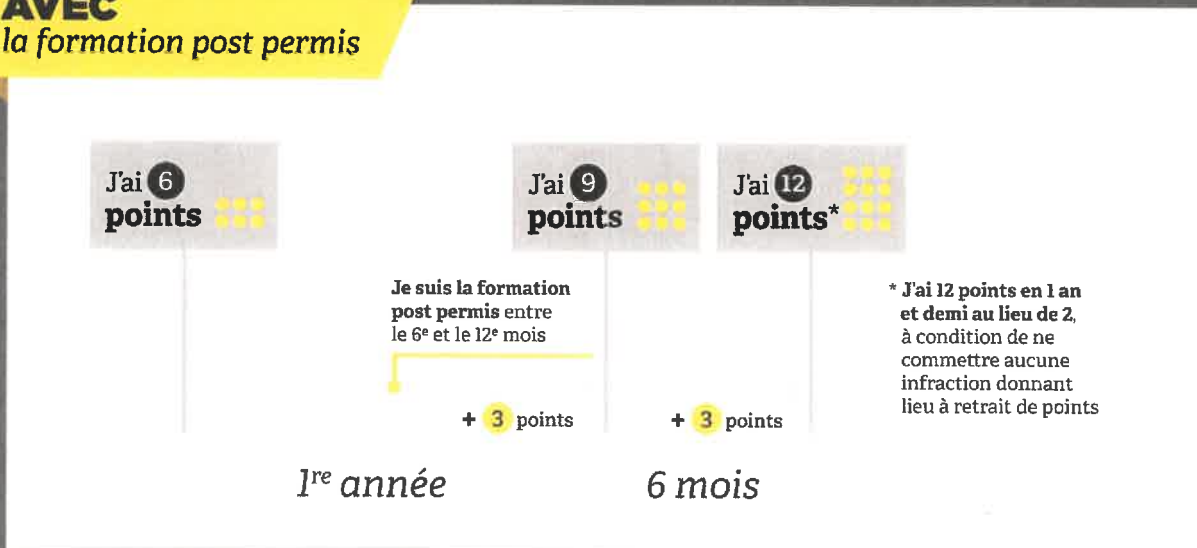 AVEC
la formation post permis
J'ai 6
points
J'ai 9
points
J'ai 12
points*
Je suis la formation
post permis entre
le 6e et le 12e mois
* J'ai 12 points en 1 an
et demi au lieu de 2,
à condition de ne
commettre aucune
infraction donnant
lieu à retrait de points
+ 3 points
+ 3 points
1re année
6 mois